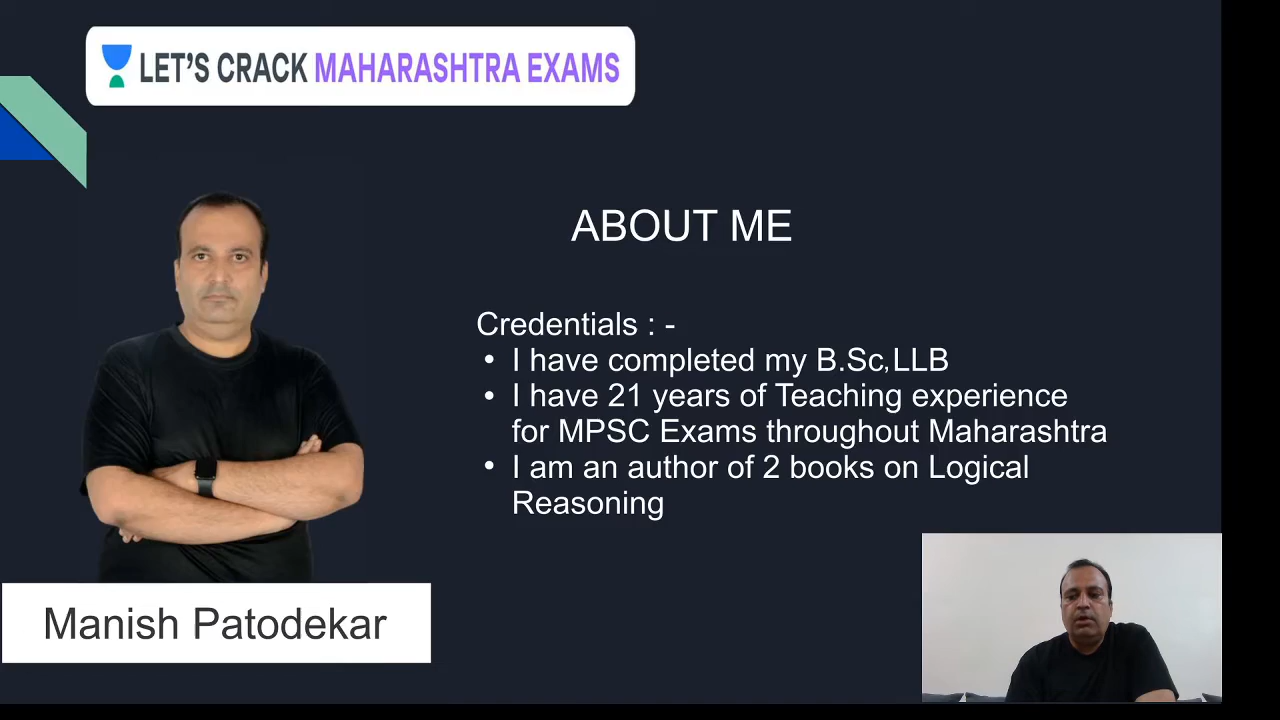 LET'S CRACK MAHARASHTRA EXAMS
ABOUT ME
Credentials : -
• I have completed my B.Sc,LLB
• I have 21 years of Teaching experience
for MPSC Exams throughout Maharashtra
• I am an author of 2 books on Logical
Reasoning
Manish Patodekar